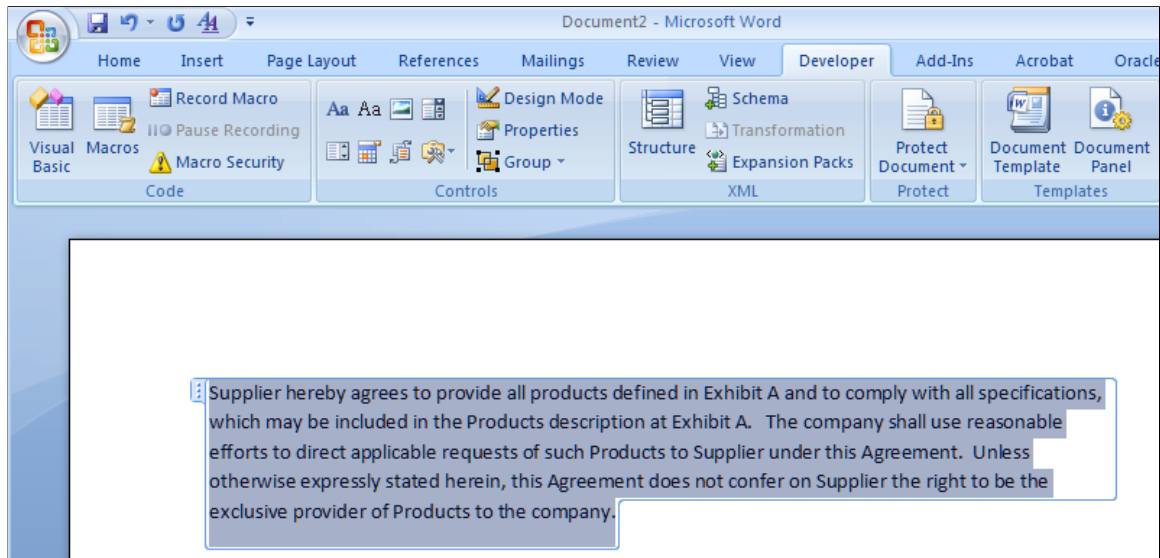 Document2 - Microsoft Word
Home Insert Page Layout References Mailings Review View Developer Add-Ins Acrobat Oracle
Visual Basic
Macros
Record Macro
Pause Recording
Macro Security
Code
Aa Aa
Design Mode
Properties
Group
Controls
Structure
Schema
Transformation
Expansion Packs
XML
Protect Document
Protect
Document Template
Document Panel
Templates
Supplier hereby agrees to provide all products defined in Exhibit A and to comply with all specifications,
which may be included in the Products description at Exhibit A.   The company shall use reasonable
efforts to direct applicable requests of such Products to Supplier under this Agreement.  Unless
otherwise expressly stated herein, this Agreement does not confer on Supplier the right to be the
exclusive provider of Products to the company.